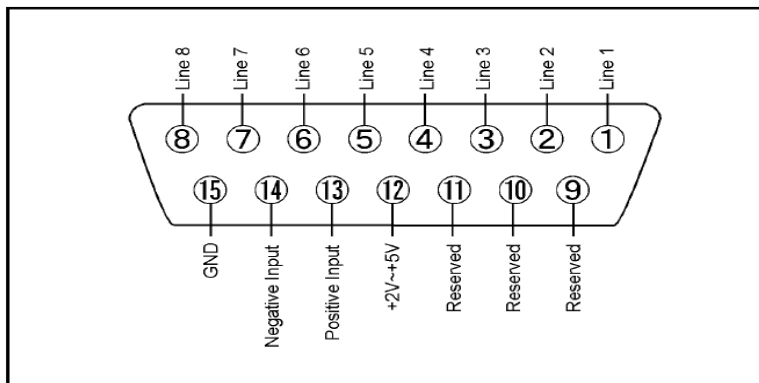 Line 8
Line 7
Line 6
Line 5
Line 4
Line 3
Line 2
Line 1
8
7
6
5
4
3
2
1
15
14
13
12
11
10
9
GND
Negative Input
Positive Input
+2V~+5V
Reserved
Reserved
Reserved